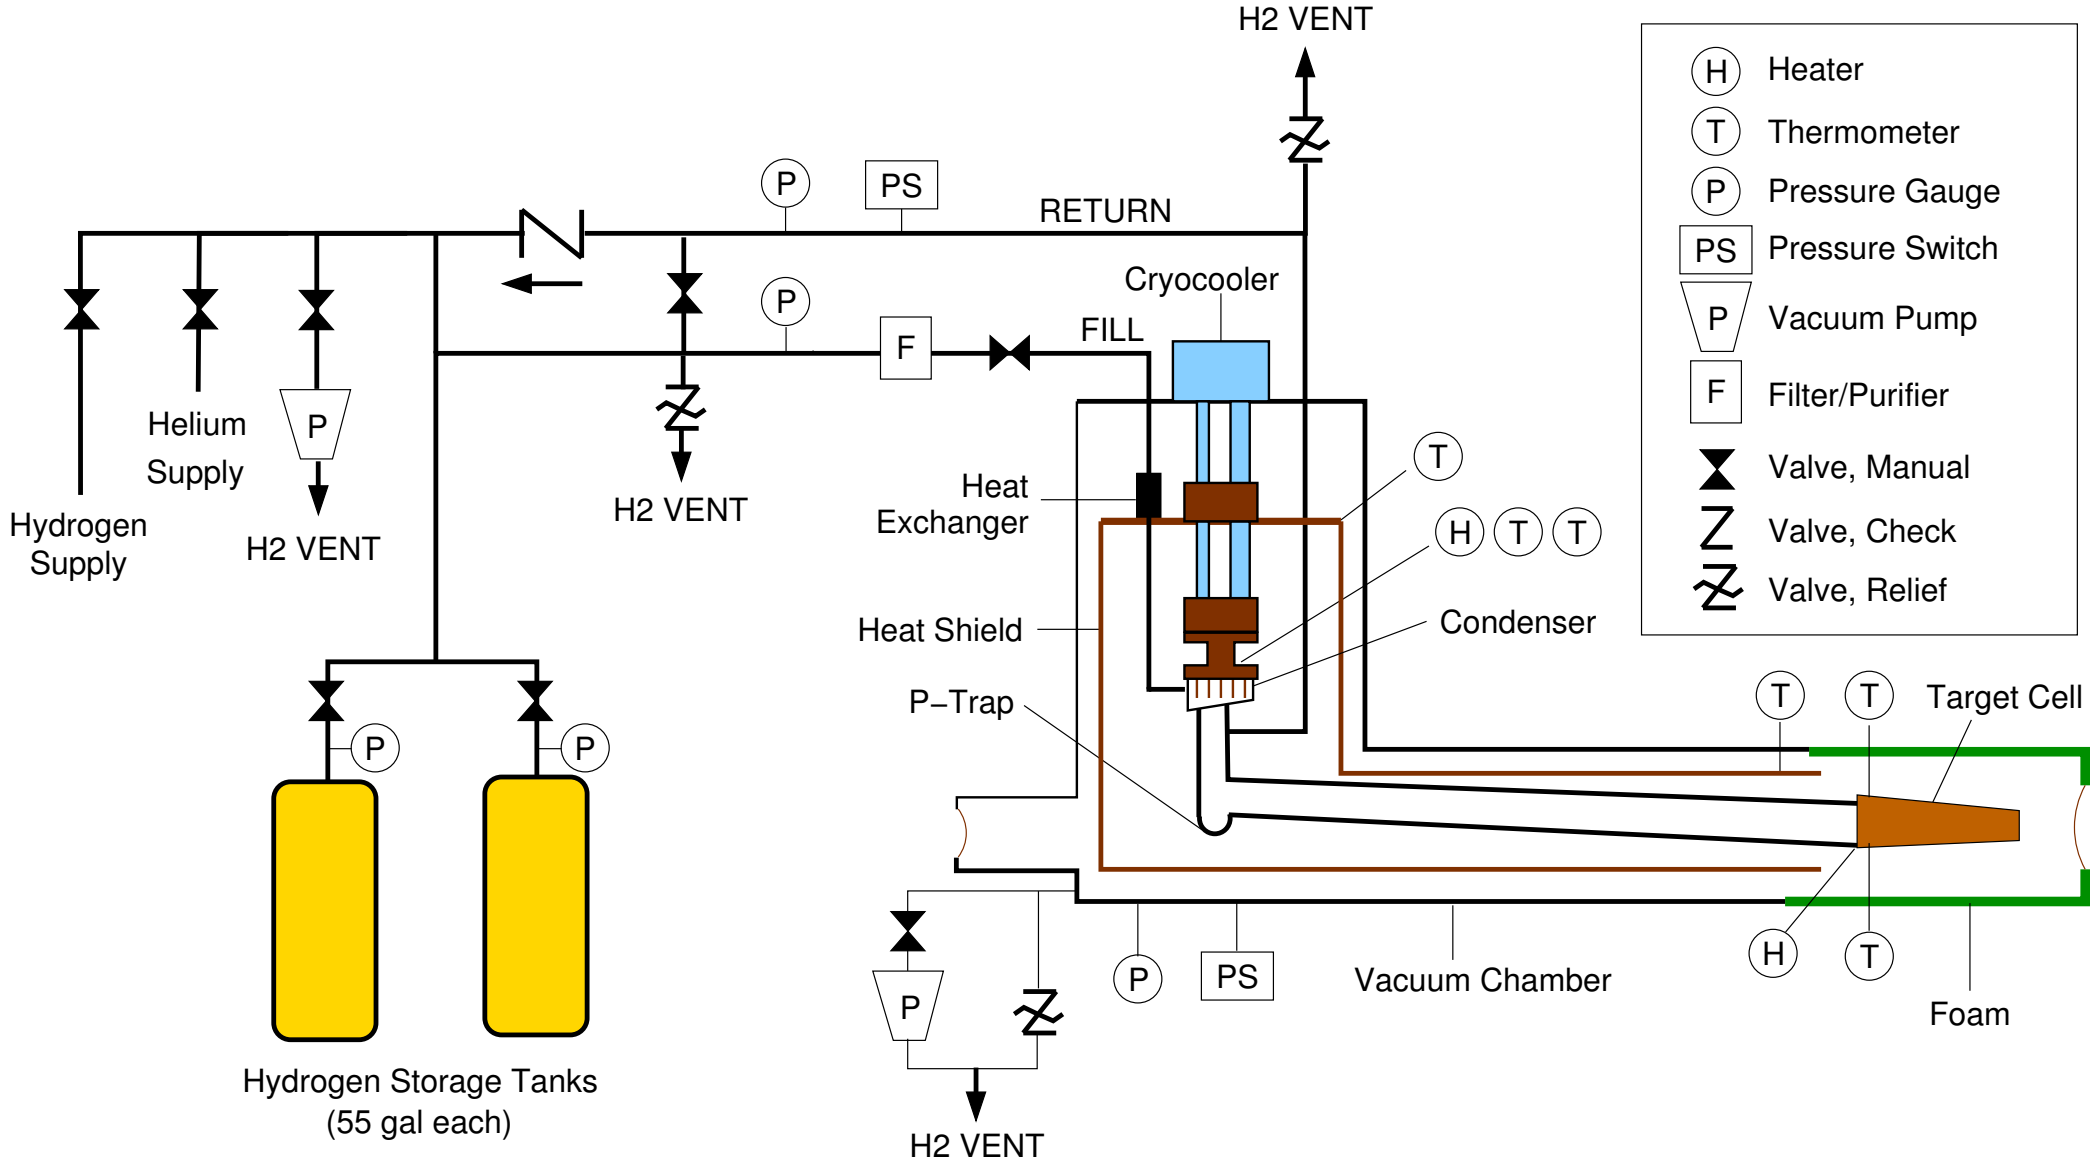 H2 VENT
H
Heater
T
Thermometer
P
Pressure Gauge
PS
Pressure Switch
P
Vacuum Pump
F
Filter/Purifier
Valve, Manual
Valve, Check
Valve, Relief
P
PS
RETURN
Cryocooler
P
FILL
F
Helium
Supply
P
Hydrogen
Supply
H2 VENT
H2 VENT
Heat
Exchanger
T
H T T
Heat Shield
Condenser
P−Trap
T
T
Target Cell
P
P
P
P
PS
Vacuum Chamber
H
T
Foam
Hydrogen Storage Tanks
(55 gal each)
H2 VENT